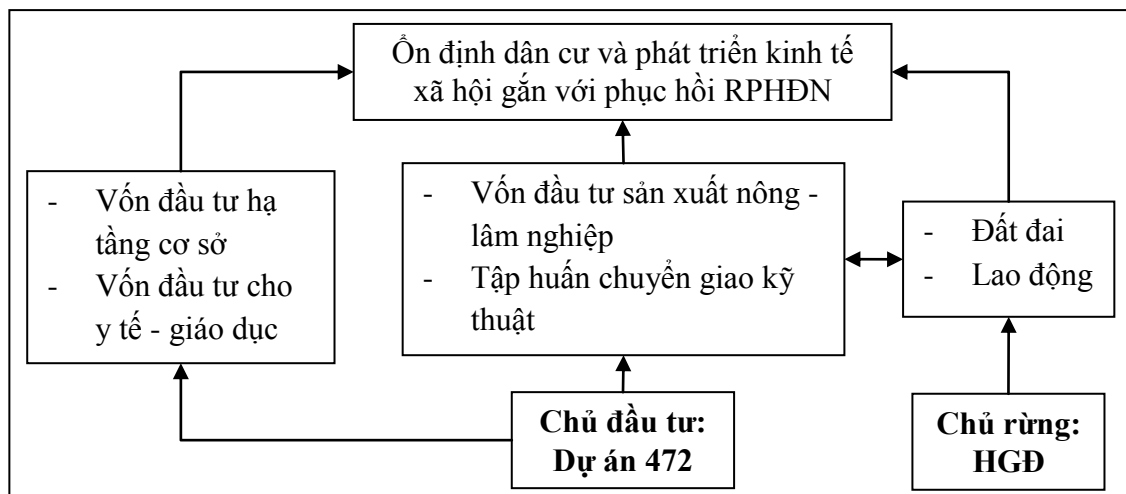 Ổn định dân cư và phát triển kinh tế
xã hội gắn với phục hồi RPHĐN
- Vốn đầu tư hạ
tầng cơ sở
- Vốn đầu tư cho
y tế - giáo dục
- Vốn đầu tư sản xuất nông -
lâm nghiệp
- Tập huấn chuyển giao kỹ
thuật
- Đất đai
- Lao động
Chủ đầu tư:
Dự án 472
Chủ rừng:
HGĐ